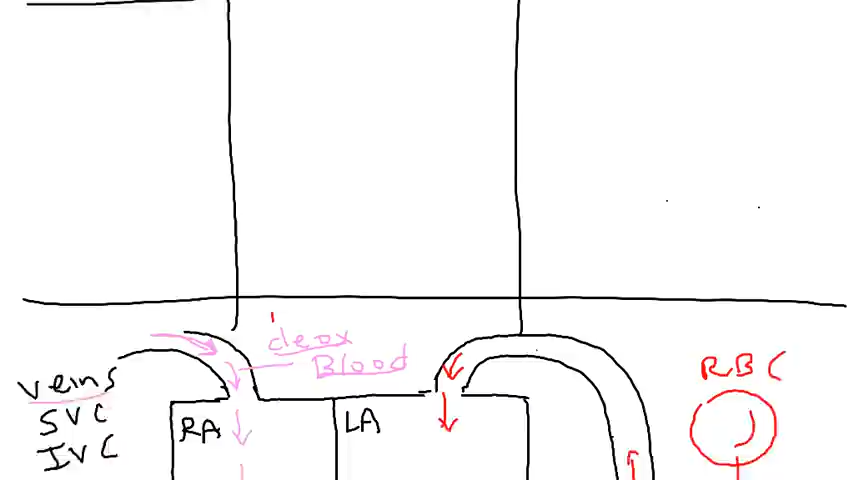 deox
Blood
RBC
veins
SVC
IVC
RA
LA